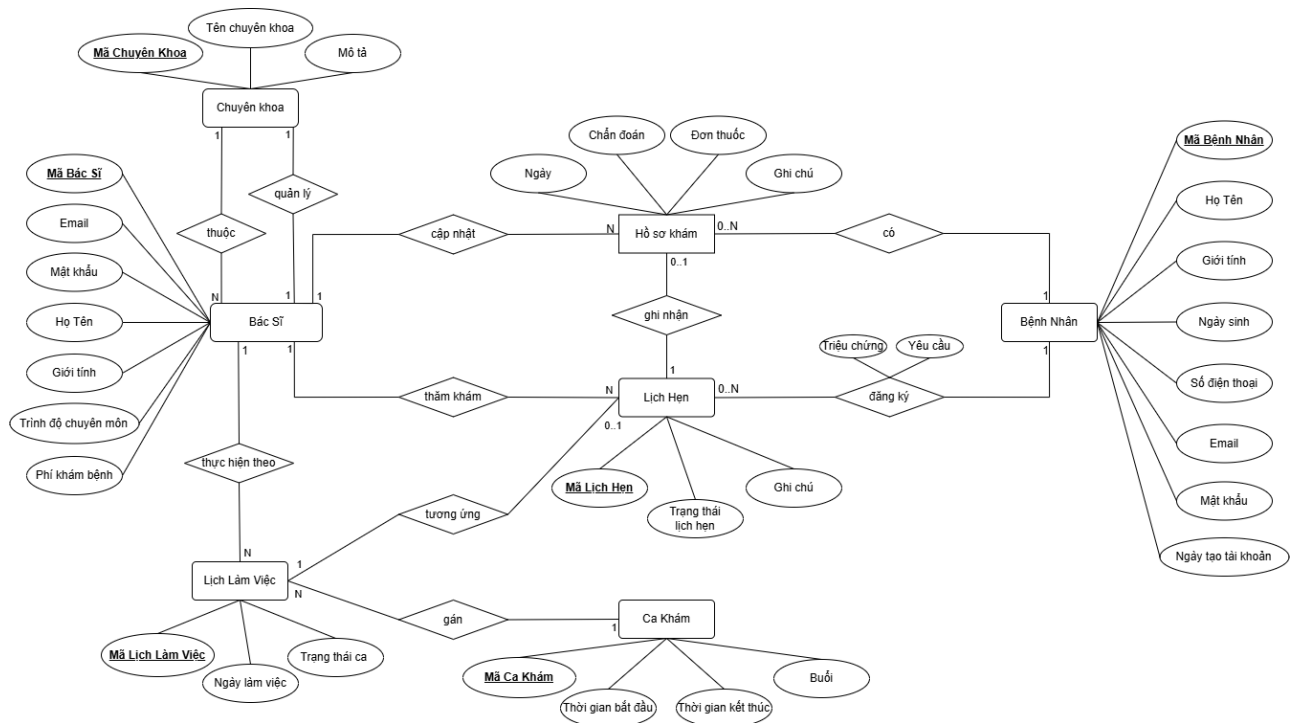 Tên chuyên khoa
Mã Chuyên Khoa
Mô tả
Chuyên khoa
1
1
Chẩn đoán
Đơn thuốc
Mã Bệnh Nhân
Mã Bác Sĩ
Ngày
Ghi chú
quản lý
Họ Tên
Email
thuộc
cập nhật
N
Hồ sơ khám
0..N
có
0..1
Giới tính
Mật khẩu
N
1
1
1
ghi nhận
Họ Tên
Bác Sĩ
Bệnh Nhân
Ngày sinh
1
1
Triệu chứng
Yêu cầu
1
Giới tính
1
Số điện thoại
thăm khám
N
Lịch Hẹn
0..N
đăng ký
Trình độ chuyên môn
0..1
Email
thực hiện theo
Phí khám bệnh
Mã Lịch Hẹn
Ghi chú
Mật khẩu
tương ứng
Trạng thái
lịch hẹn
N
1
Ngày tạo tài khoản
Lịch Làm Việc
N
gán
1
Ca Khám
Mã Lịch Làm Việc
Trạng thái ca
Mã Ca Khám
Buổi
Ngày làm việc
Thời gian bắt đầu
Thời gian kết thúc